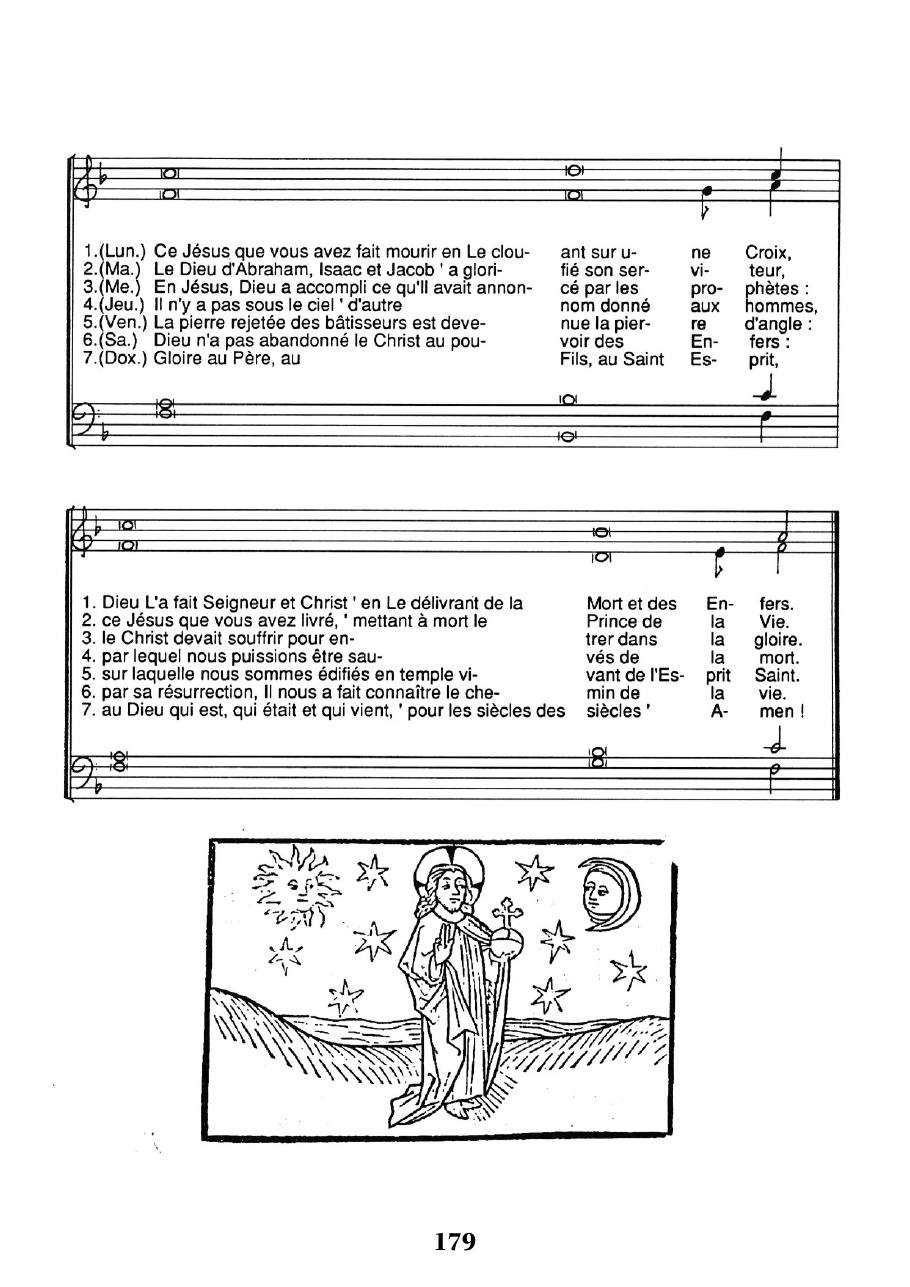 1.(Lun.) Ce Jésus que vous avez fait mourir en Le clou- ant sur u- ne Croix,
2.(Ma.) Le Dieu d'Abraham, Isaac et Jacob ' a glori- fié son ser- vi- teur,
3.(Me.) En Jésus, Dieu a accompli ce qu'Il avait annon- cé par les pro- phètes :
4.(Jeu.) Il n'y a pas sous le ciel ' d'autre nom donné aux hommes,
5.(Ven.) La pierre rejetée des bâtisseurs est deve- nue la pier- re d'angle :
6.(Sa.) Dieu n'a pas abandonné le Christ au pou- voir des En- fers :
7.(Dox.) Gloire au Père, au Fils, au Saint Es- prit,
1. Dieu L'a fait Seigneur et Christ ' en Le délivrant de la Mort et des En- fers.
2. ce Jésus que vous avez livré, ' mettant à mort le Prince de la Vie.
3. le Christ devait souffrir pour en- trer dans la gloire.
4. par lequel nous puissions être sau- vés de la mort.
5. sur laquelle nous sommes édifiés en temple vi- vant de l'Es- prit Saint.
6. par sa résurrection, Il nous a fait connaître le che- min de la vie.
7. au Dieu qui est, qui était et qui vient, ' pour les siècles des siècles ' A- men !
179